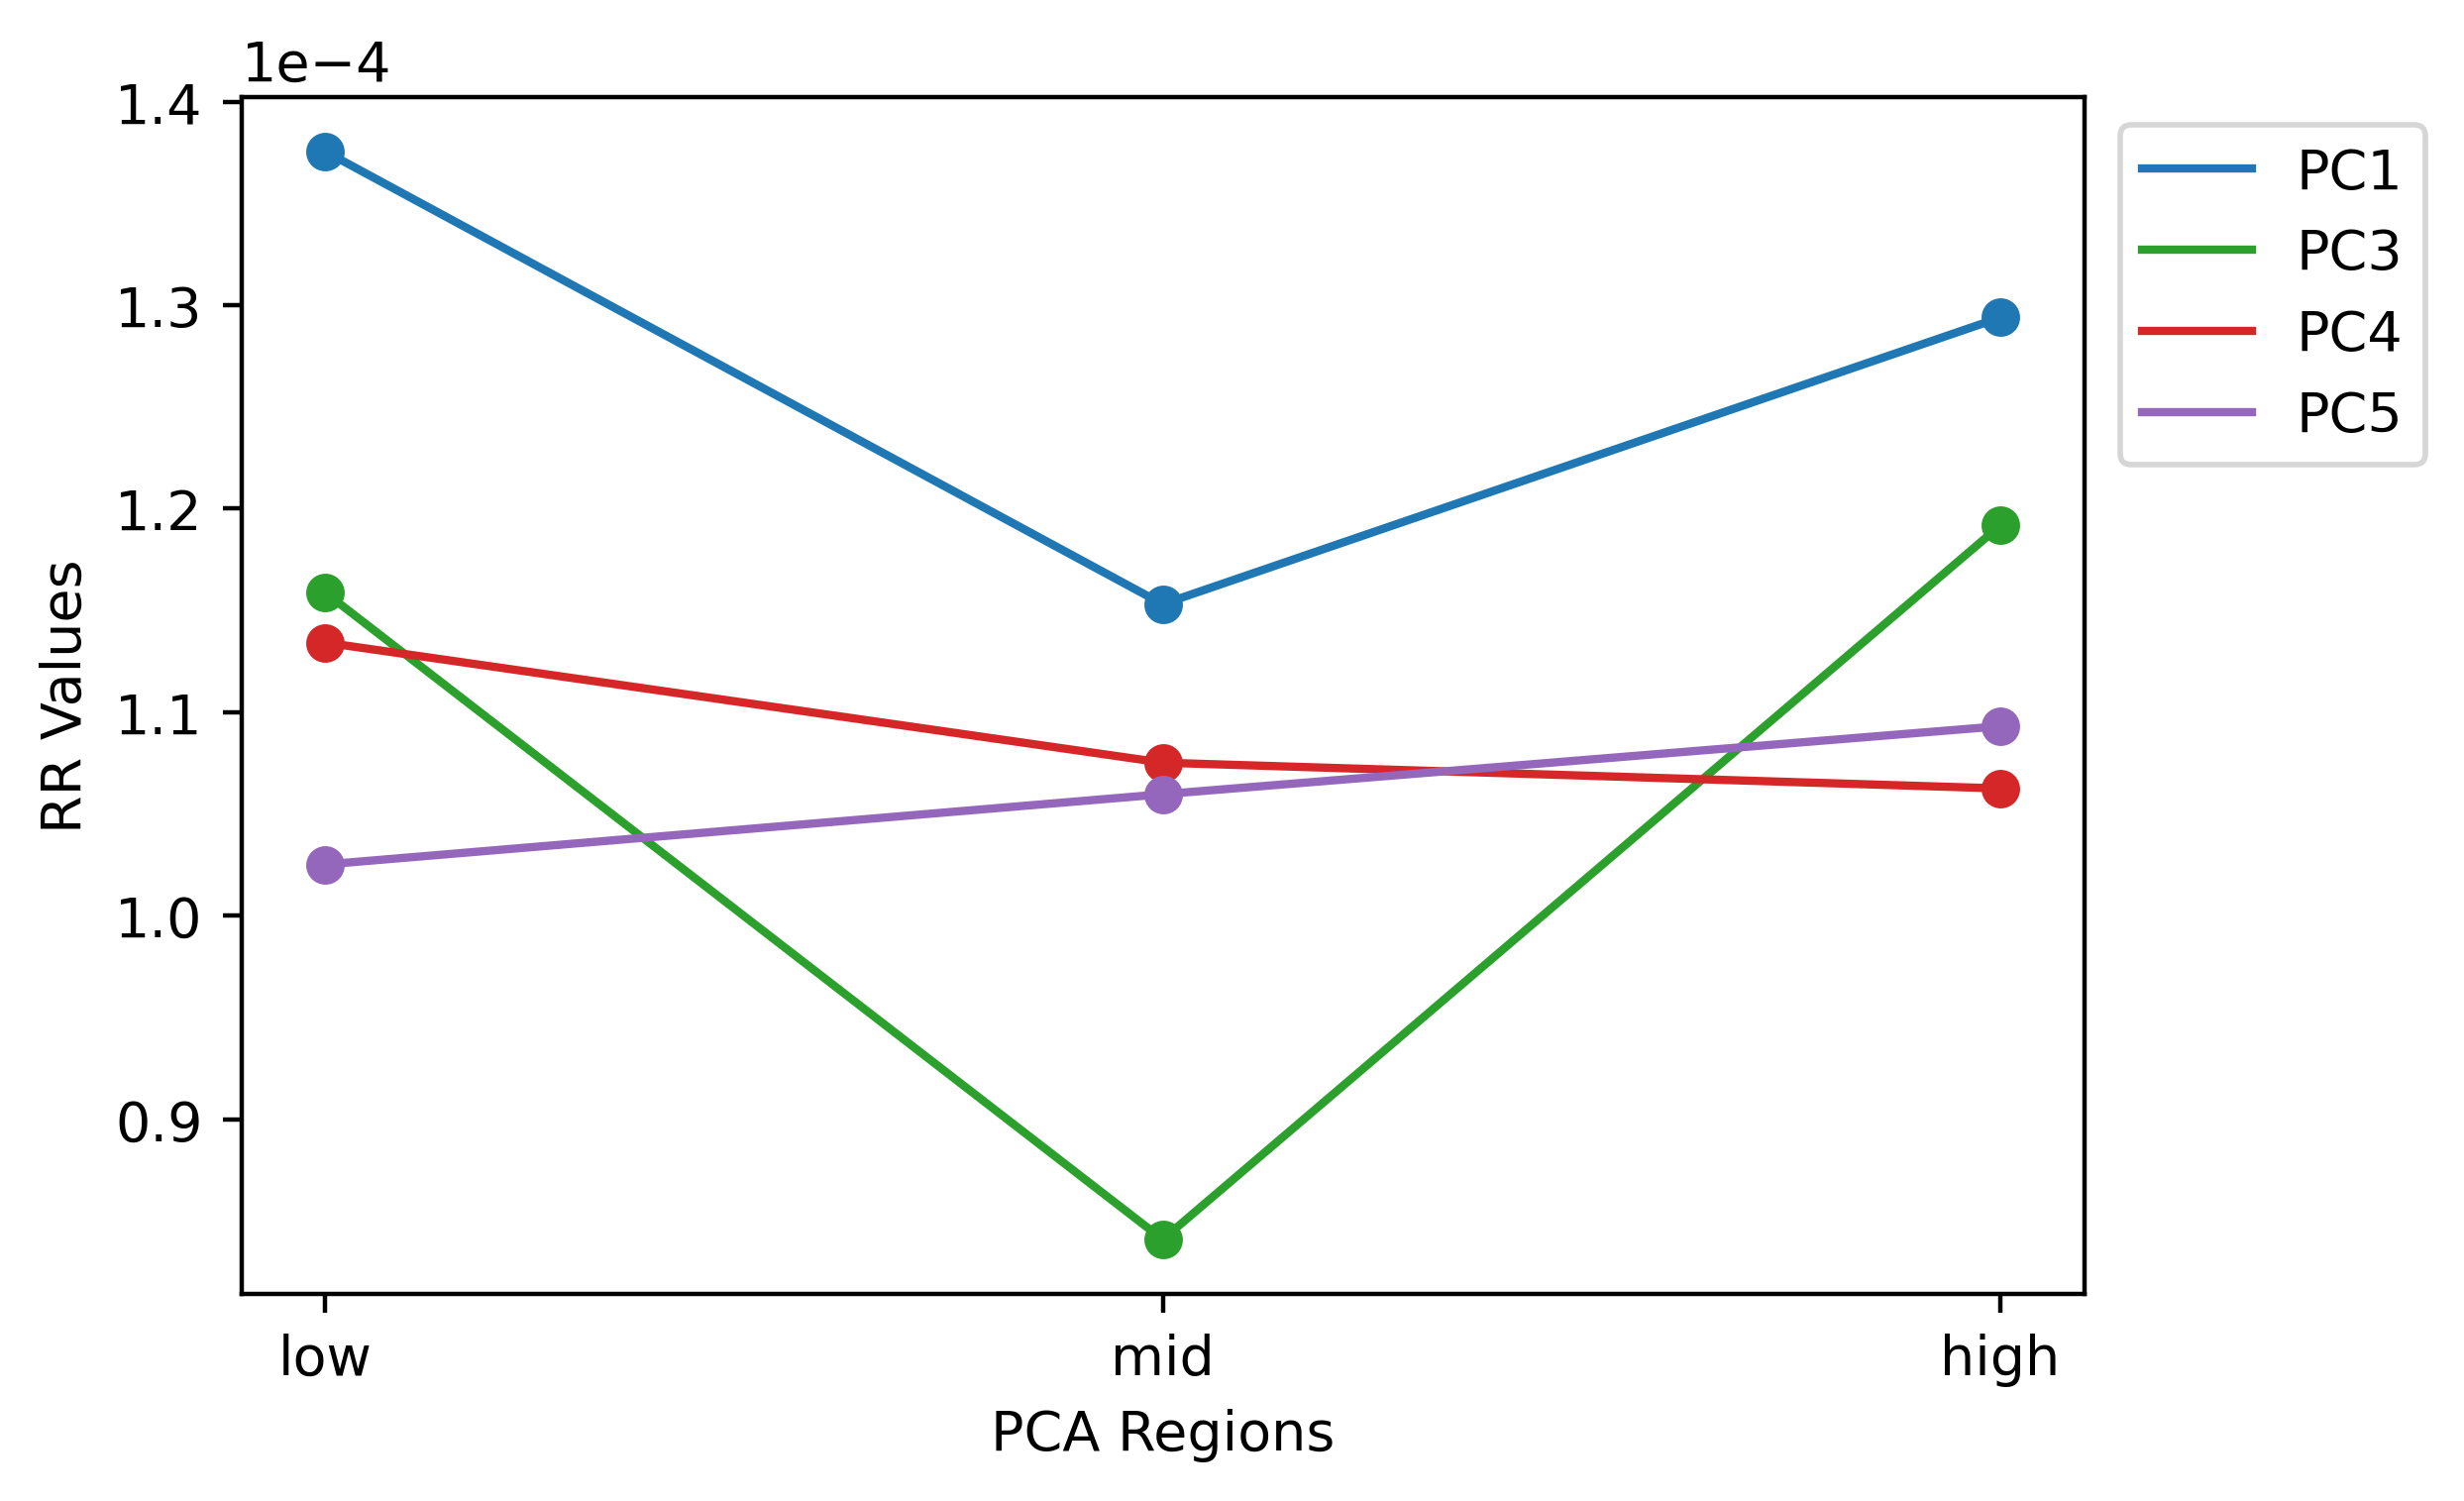 1e−4
1.4
1.3
1.2
1.1
1.0
0.9
RR Values
low
mid
high
PCA Regions
PC1
PC3
PC4
PC5